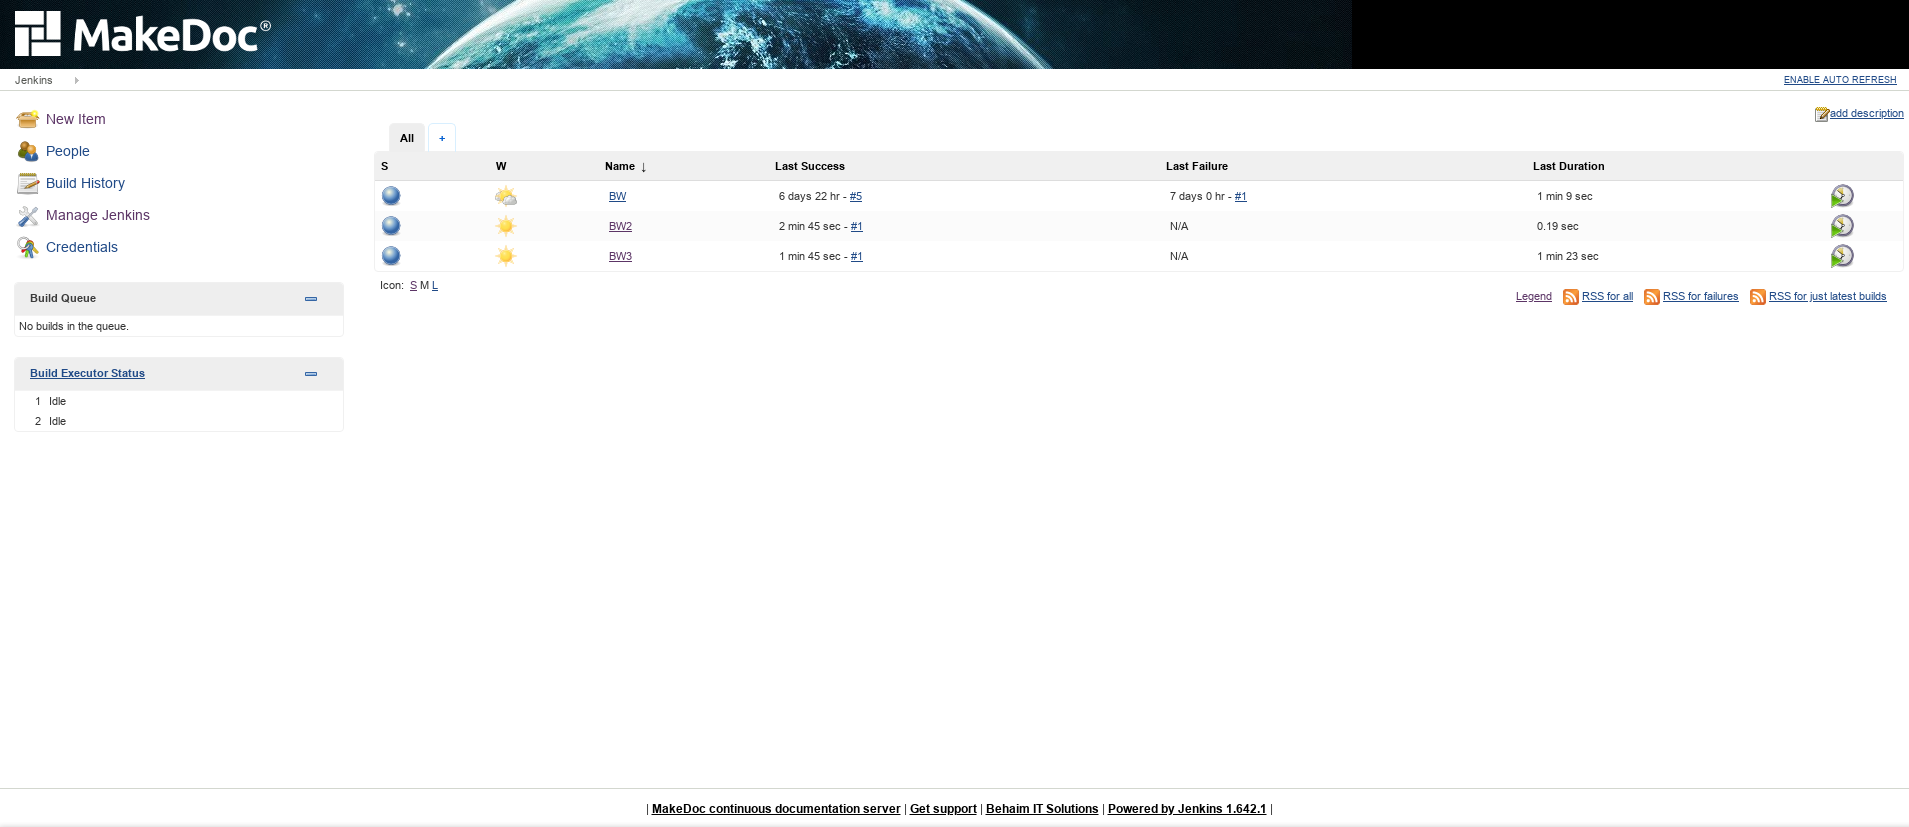 MakeDoc®
Jenkins
ENABLE AUTO REFRESH
New Item
People
Build History
Manage Jenkins
Credentials
Build Queue
No builds in the queue.
Build Executor Status
1 Idle
2 Idle
add description
All +
S W Name ↓ Last Success Last Failure Last Duration
BW 6 days 22 hr - #5 7 days 0 hr - #1 1 min 9 sec
BW2 2 min 45 sec - #1 N/A 0.19 sec
BW3 1 min 45 sec - #1 N/A 1 min 23 sec
Icon: S M L
Legend RSS for all RSS for failures RSS for just latest builds
| MakeDoc continuous documentation server | Get support | Behaim IT Solutions | Powered by Jenkins 1.642.1 |